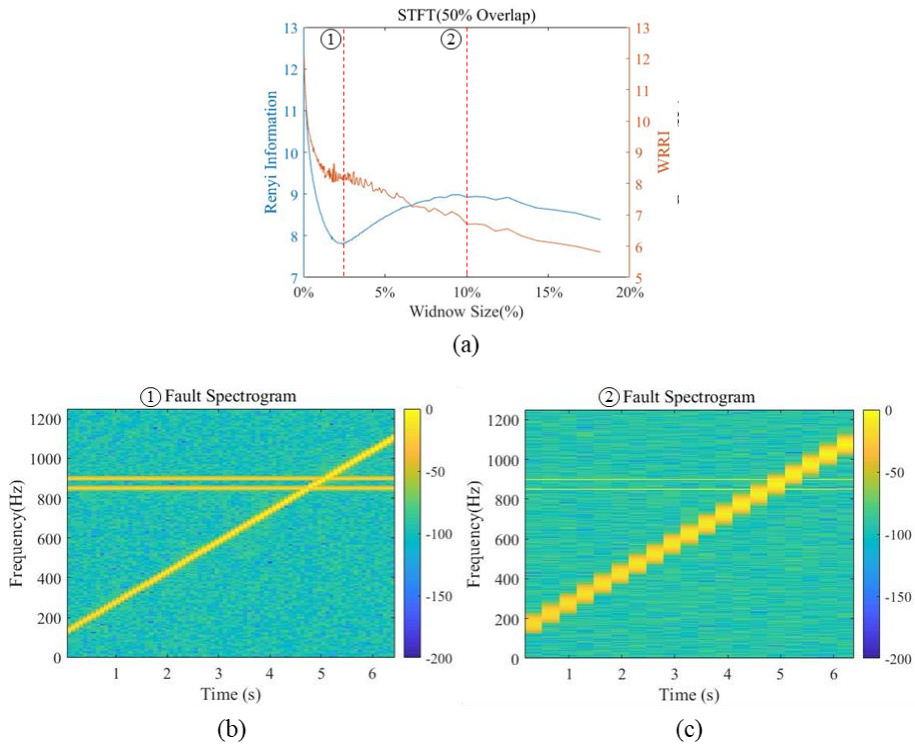 STFT(50% Overlap)
① ②
13 13
12 12
11
10 10
9 9
8
8 7
6
7 5
0% 5% 10% 15% 20%
Renyi Information
WRRI
Widnow Size(%)
(a)
① Fault Spectrogram
1200
1000
800
600
400
200
0
1 2 3 4 5 6
Frequency(Hz)
Time (s)
0
-50
-100
-150
-200
(b)
② Fault Spectrogram
1200
1000
800
600
400
200
0
1 2 3 4 5 6
Frequency(Hz)
Time (s)
0
-50
-100
-150
-200
(c)